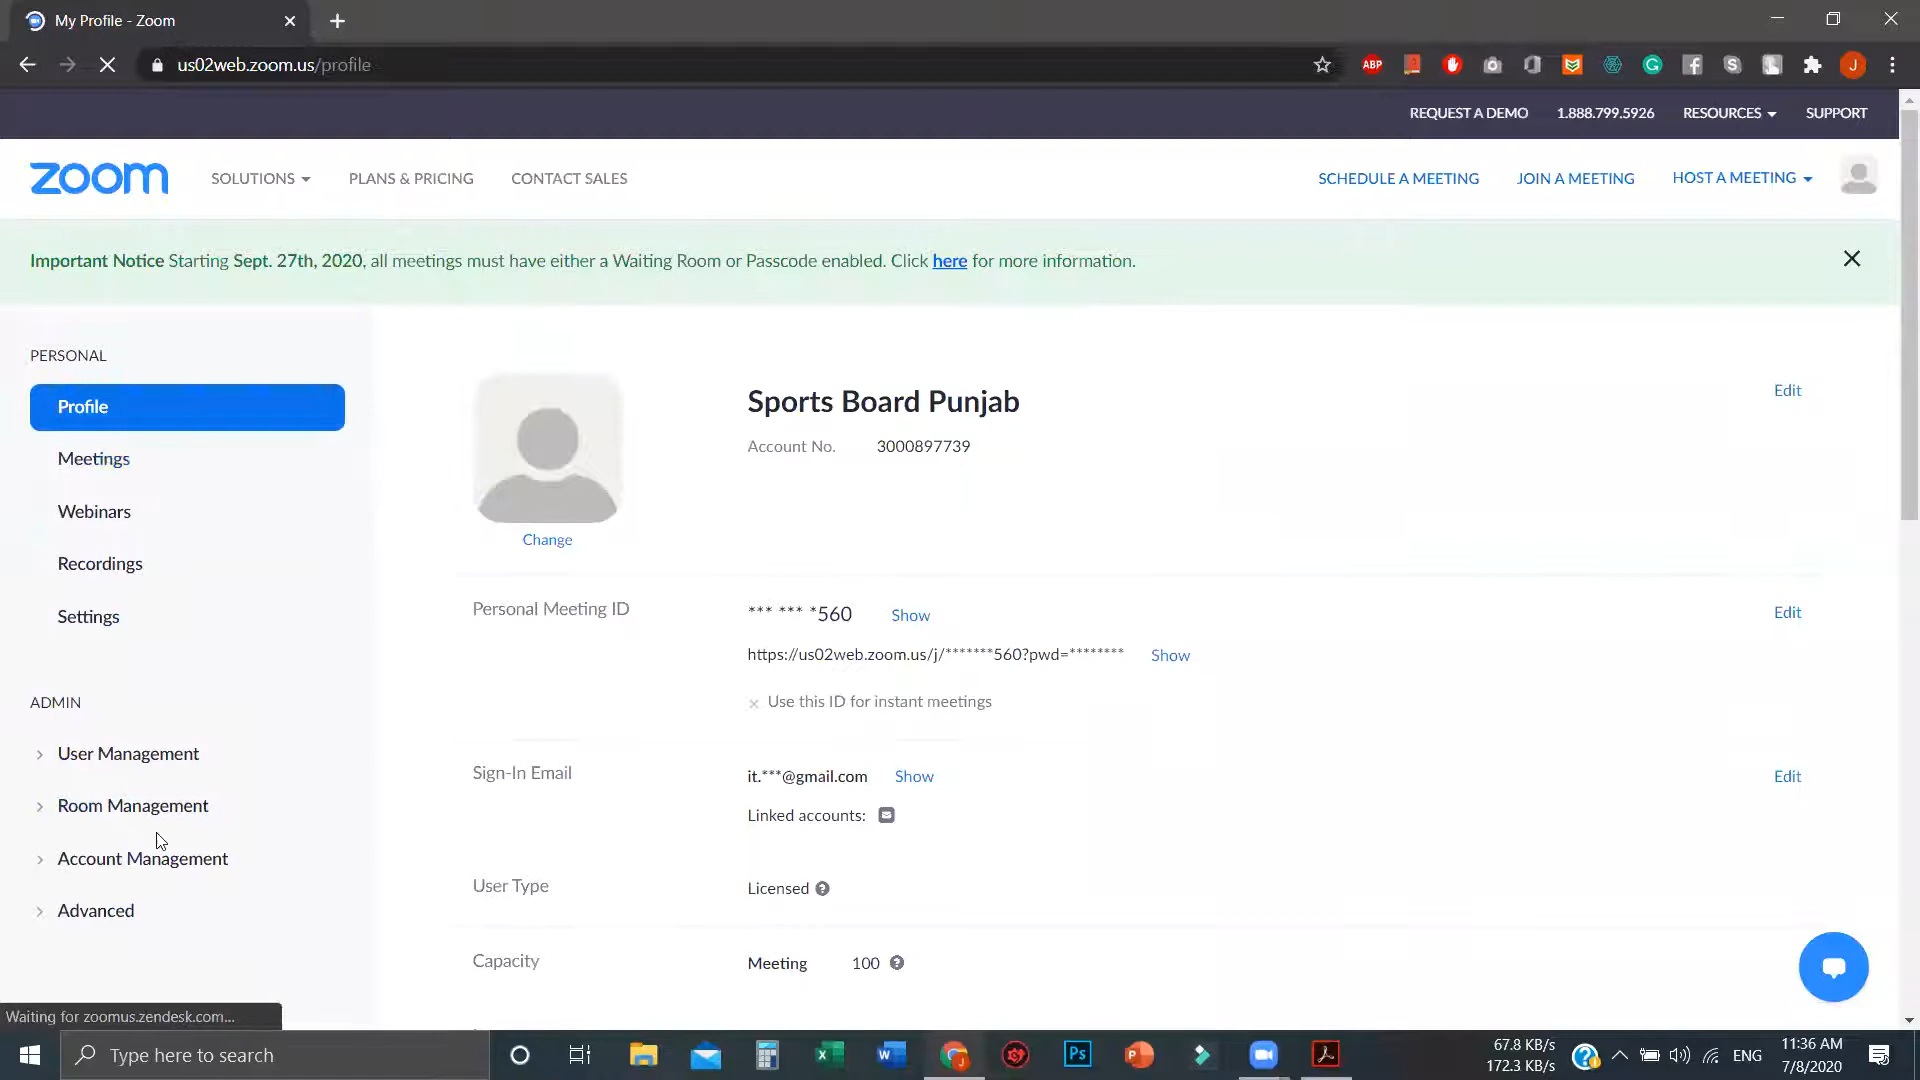 My Profile - Zoom
us02web.zoom.us/profile
ABP
J
REQUEST A DEMO 1.888.799.5926 RESOURCES SUPPORT
zoom SOLUTIONS PLANS & PRICING CONTACT SALES SCHEDULE A MEETING JOIN A MEETING HOST A MEETING
Important Notice Starting Sept. 27th, 2020, all meetings must have either a Waiting Room or Passcode enabled. Click here for more information.
PERSONAL
Profile
Meetings
Webinars
Recordings
Settings
ADMIN
User Management
Room Management
Account Management
Advanced
Sports Board Punjab Edit
Account No. 3000897739
Change
Personal Meeting ID *** *** *560 Show Edit
https://us02web.zoom.us/j/*******560?pwd=******** Show
Use this ID for instant meetings
Sign-In Email it.***@gmail.com Show Edit
Linked accounts:
User Type Licensed
Capacity Meeting 100
Waiting for zoomus.zendesk.com...
Type here to search
Ps
67.8 KB/s
172.3 KB/s
ENG
11:36 AM
7/8/2020